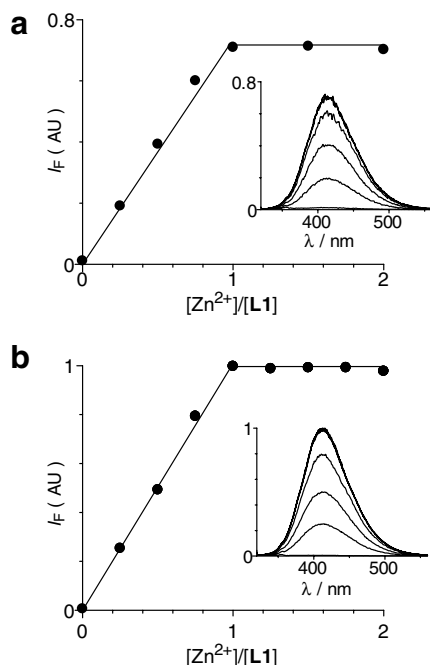 a
0.8
I_F ( AU )
0
0 1 2
[Zn²⁺]/[L1]
0.8
0
400 500
λ / nm
b
1
I_F ( AU )
0
0 1 2
[Zn²⁺]/[L1]
1
0
400 500
λ / nm